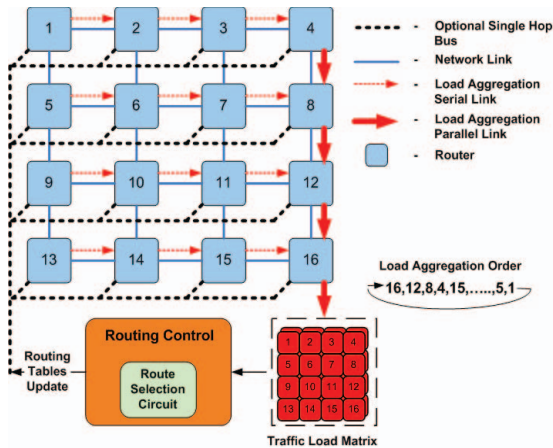 1 2 3 4
5 6 7 8
9 10 11 12
13 14 15 16
- Optional Single Hop
Bus
- Network Link
- Load Aggregation
Serial Link
- Load Aggregation
Parallel Link
- Router
Load Aggregation Order
16,12,8,4,15,.....,5,1
Routing
Tables
Update
Routing Control
Route
Selection
Circuit
1 2 3 4
5 6 7 8
9 10 11 12
13 14 15 16
Traffic Load Matrix